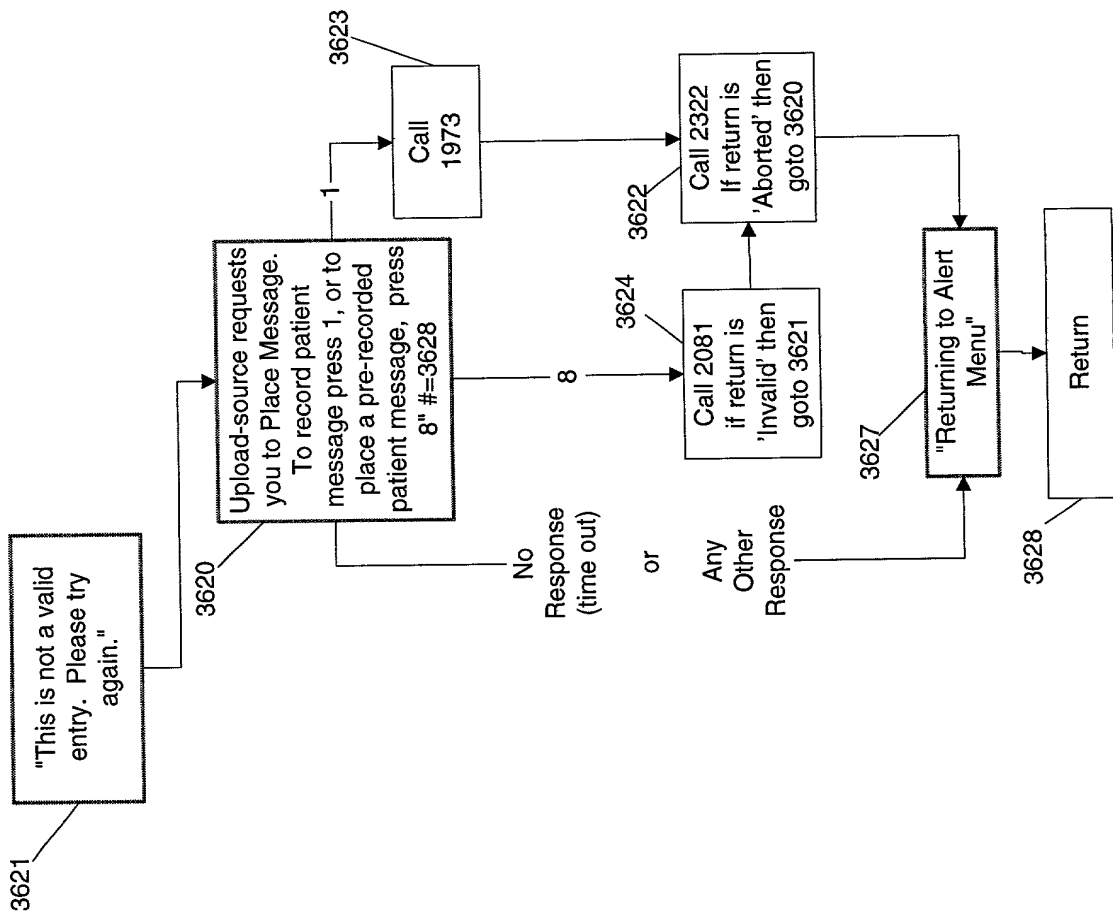 3621
"This is not a valid
entry. Please try
again."
3620
Upload-source requests
you to Place Message.
To record patient
message press 1, or to
place a pre-recorded
patient message, press
8" #=3628
1
3623
Call
1973
8
3624
Call 2081
if return is
'Invalid' then
goto 3621
3622
Call 2322
If return is
'Aborted' then
goto 3620
No
Response
(time out)
or
Any
Other
Response
3627
"Returning to Alert
Menu"
3628
Return